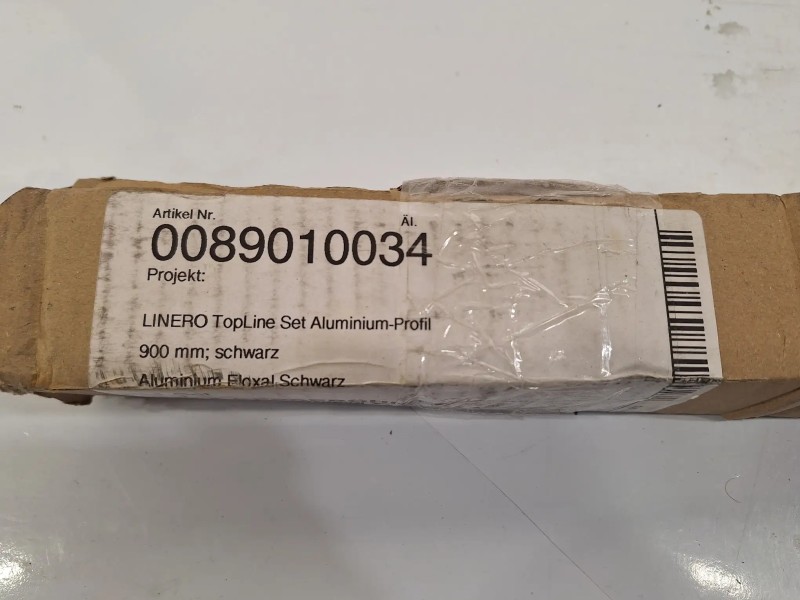 Artikel Nr. Äl.
0089010034
Projekt:
LINERO TopLine Set Aluminium-Profil
900 mm; schwarz
Aluminium Eloxal Schwarz